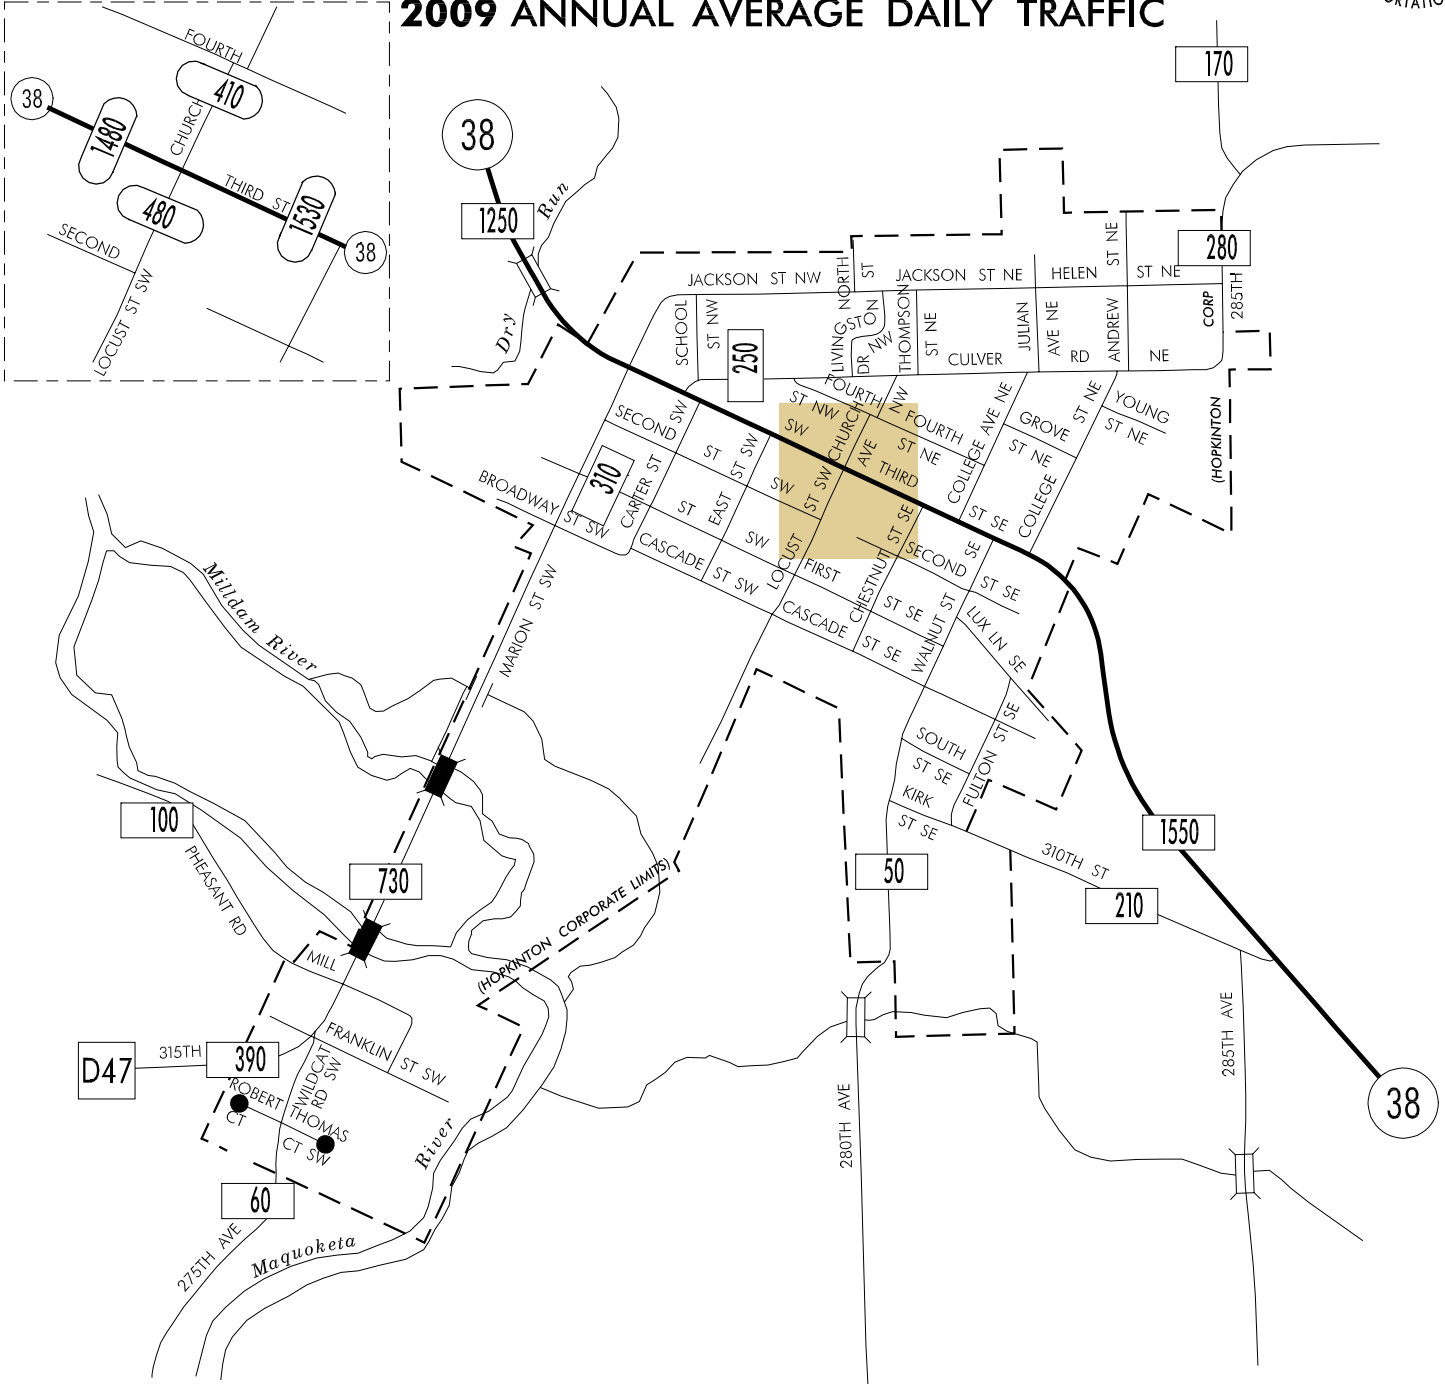 2009 ANNUAL AVERAGE DAILY TRAFFIC
FOURTH
410
38
1480
CHURCH
THIRD ST
1530
480
38
SECOND
LOCUST ST SW
170
38
1250
Run
Dry
280
285TH
JACKSON ST NW
NORTH ST
JACKSON ST NE
HELEN ST NE
ST NE
SCHOOL ST NW
250
LIVINGSTON DR NW
THOMPSON ST NE
JULIAN AVE NE
ANDREW
CORP
CULVER RD NE
(HOPKINTON
SECOND ST SW
SW
FOURTH ST NW
SW
CHURCH AVE NW
FOURTH ST NE
COLLEGE AVE NE
GROVE ST NE
COLLEGE ST NE
YOUNG ST NE
THIRD ST SE
310
BROADWAY ST SW
CARTER ST SW
ST SW
EAST ST SW
LOCUST ST SW
CASCADE ST SW
FIRST ST SE
CHESTNUT ST SE
SECOND ST SE
WALNUT ST SE
LUX LN SE
CASCADE ST SE
Milldam River
MARION ST SW
SOUTH ST SE
FULTON ST SE
KIRK ST SE
100
PHEASANT RD
730
50
310TH ST
1550
210
(HOPKINTON CORPORATE LIMITS)
MILL
D47
315TH
390
FRANKLIN ST SW
WILDCAT RD SW
ROBERT CT
THOMAS CT SW
60
275TH AVE
Maquoketa River
280TH AVE
285TH AVE
38